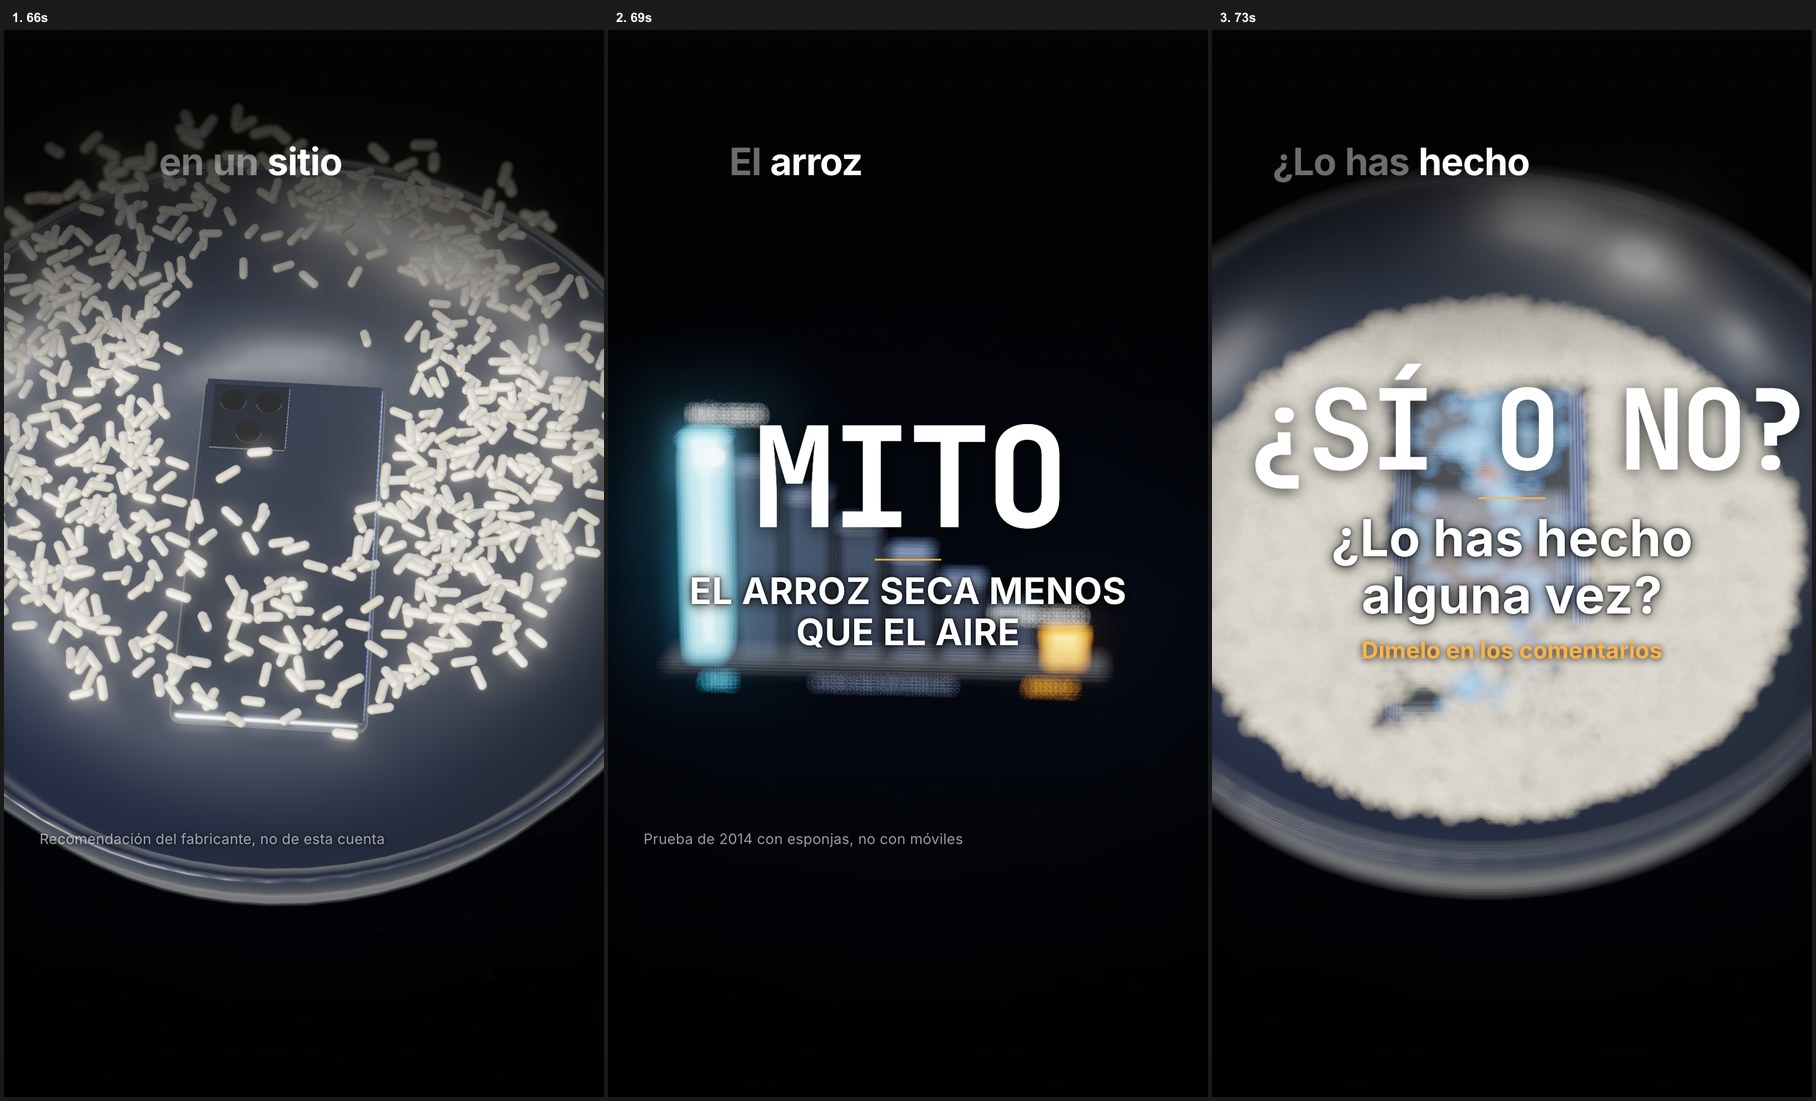 1. 66s
en un sitio
Recomendación del fabricante, no de esta cuenta
2. 69s
El arroz
MITO
EL ARROZ SECA MENOS
QUE EL AIRE
Prueba de 2014 con esponjas, no con móviles
3. 73s
¿Lo has hecho
¿SÍ O NO?
¿Lo has hecho
alguna vez?
Dímelo en los comentarios